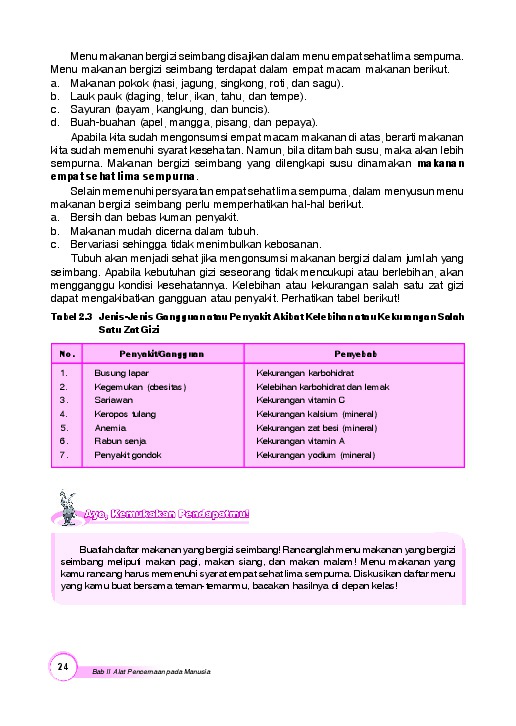 Menu makanan bergizi seimbang disajikan dalam menu empat sehat lima sempurna.
Menu makanan bergizi seimbang terdapat dalam empat macam makanan berikut.
a. Makanan pokok (nasi, jagung, singkong, roti, dan sagu).
b. Lauk pauk (daging, telur, ikan, tahu, dan tempe).
c. Sayuran (bayam, kangkung, dan buncis).
d. Buah-buahan (apel, mangga, pisang, dan pepaya).
Apabila kita sudah mengonsumsi empat macam makanan di atas, berarti makanan
kita sudah memenuhi syarat kesehatan. Namun, bila ditambah susu, maka akan lebih
sempurna. Makanan bergizi seimbang yang dilengkapi susu dinamakan makanan
empat sehat lima sempurna.
Selain memenuhi persyaratan empat sehat lima sempurna, dalam menyusun menu
makanan bergizi seimbang perlu memperhatikan hal-hal berikut.
a. Bersih dan bebas kuman penyakit.
b. Makanan mudah dicerna dalam tubuh.
c. Bervariasi sehingga tidak menimbulkan kebosanan.
Tubuh akan menjadi sehat jika mengonsumsi makanan bergizi dalam jumlah yang
seimbang. Apabila kebutuhan gizi seseorang tidak mencukupi atau berlebihan, akan
mengganggu kondisi kesehatannya. Kelebihan atau kekurangan salah satu zat gizi
dapat mengakibatkan gangguan atau penyakit. Perhatikan tabel berikut!
Tabel 2.3 Jenis-Jenis Gangguan atau Penyakit Akibat Kelebihan atau Kekurangan Salah
Satu Zat Gizi
No. Penyakit/Gangguan Penyebab
1. Busung lapar Kekurangan karbohidrat
2. Kegemukan (obesitas) Kelebihan karbohidrat dan lemak
3. Sariawan Kekurangan vitamin C
4. Keropos tulang Kekurangan kalsium (mineral)
5. Anemia Kekurangan zat besi (mineral)
6. Rabun senja Kekurangan vitamin A
7. Penyakit gondok Kekurangan yodium (mineral)
Ayo, Kemukakan Pendapatmu!
Buatlah daftar makanan yang bergizi seimbang! Rancanglah menu makanan yang bergizi
seimbang meliputi makan pagi, makan siang, dan makan malam! Menu makanan yang
kamu rancang harus memenuhi syarat empat sehat lima sempurna. Diskusikan daftar menu
yang kamu buat bersama teman-temanmu, bacakan hasilnya di depan kelas!
24 Bab II Alat Pencernaan pada Manusia